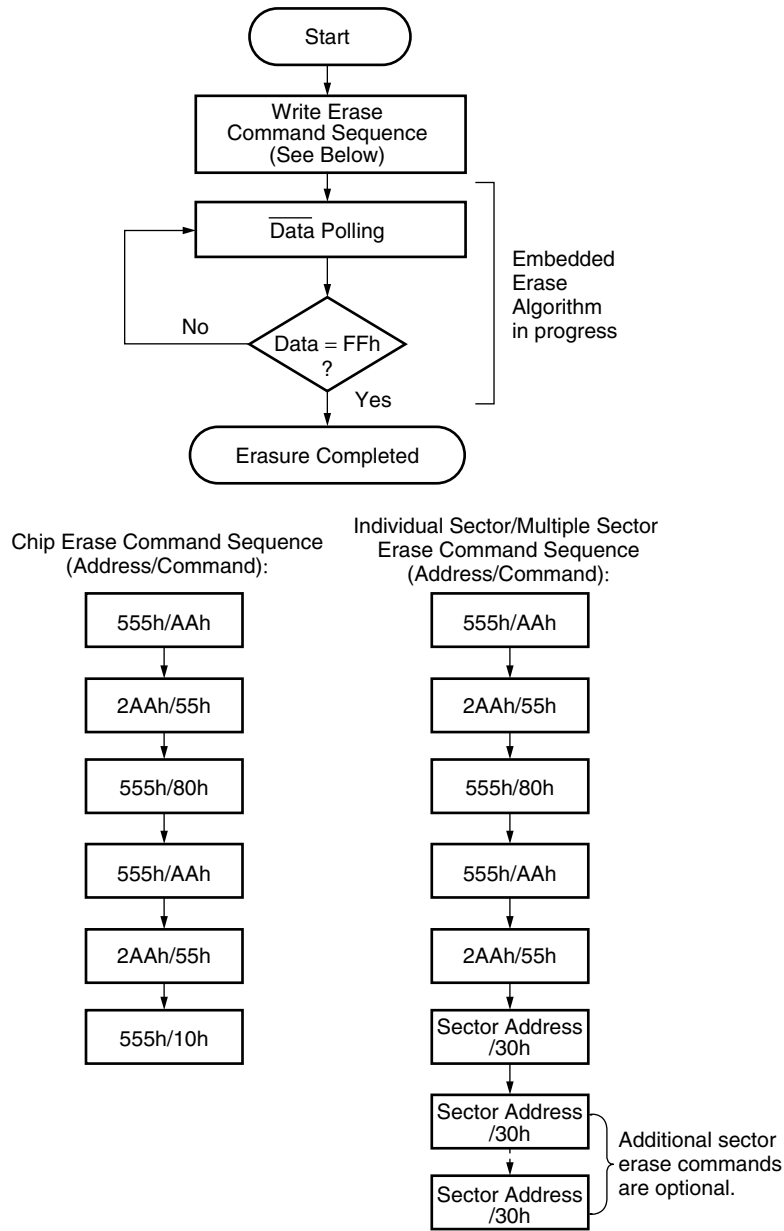 Start
Write Erase
Command Sequence
(See Below)
Data Polling
Embedded
Erase
Algorithm
in progress
No
Data = FFh
?
Yes
Erasure Completed
Chip Erase Command Sequence
(Address/Command):
555h/AAh
2AAh/55h
555h/80h
555h/AAh
2AAh/55h
555h/10h
Individual Sector/Multiple Sector
Erase Command Sequence
(Address/Command):
555h/AAh
2AAh/55h
555h/80h
555h/AAh
2AAh/55h
Sector Address
/30h
Sector Address
/30h
Sector Address
/30h
Additional sector
erase commands
are optional.